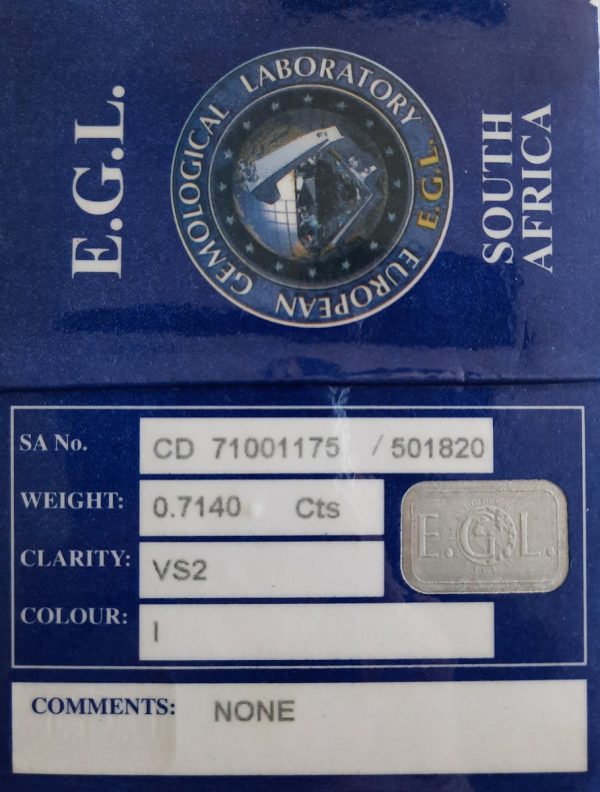 E.G.L.
EUROPEAN GEMOLOGICAL LABORATORY E.G.L.
SOUTH
AFRICA
SA No. CD 71001175 / 501820
WEIGHT: 0.7140 Cts
E.G.L.
CLARITY: VS2
COLOUR: I
COMMENTS: NONE